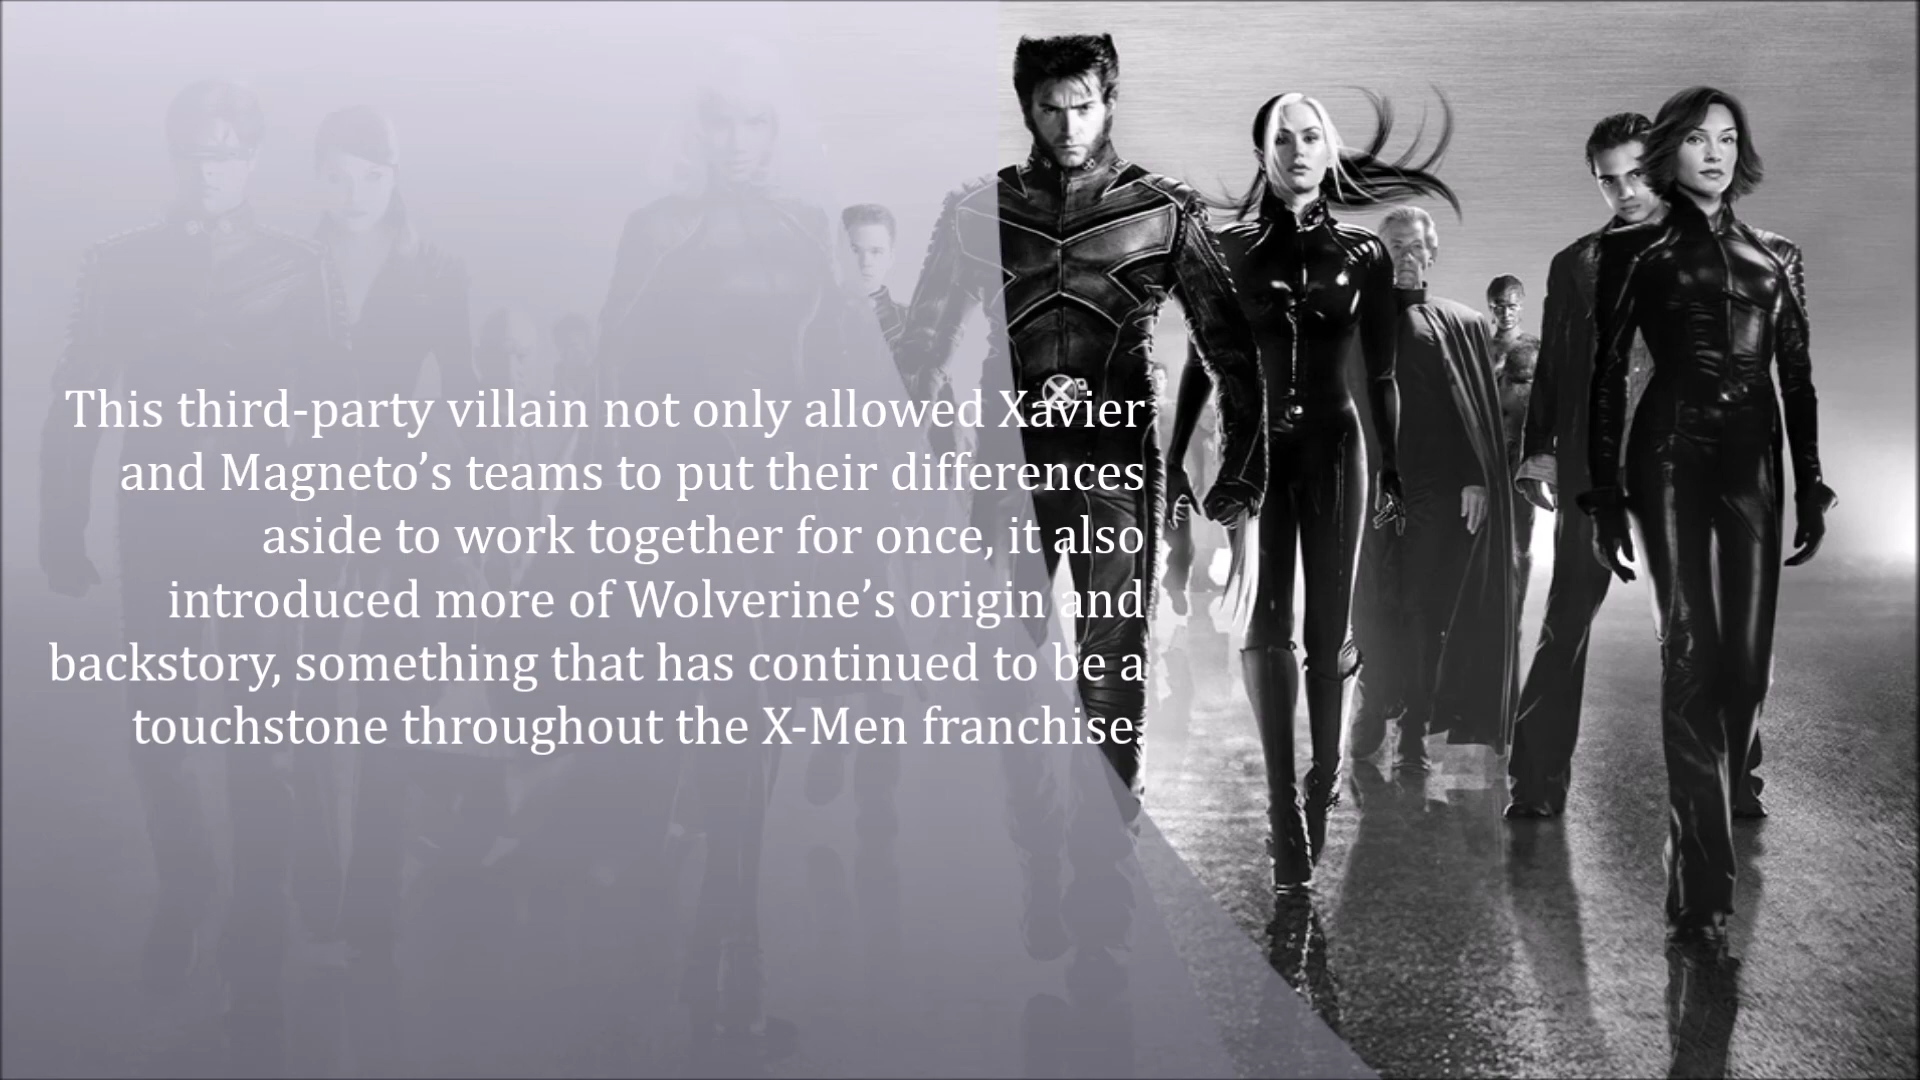 This third-party villain not only allowed Xavier
and Magneto’s teams to put their differences
aside to work together for once, it also
introduced more of Wolverine’s origin and
backstory, something that has continued to be a
touchstone throughout the X-Men franchise.